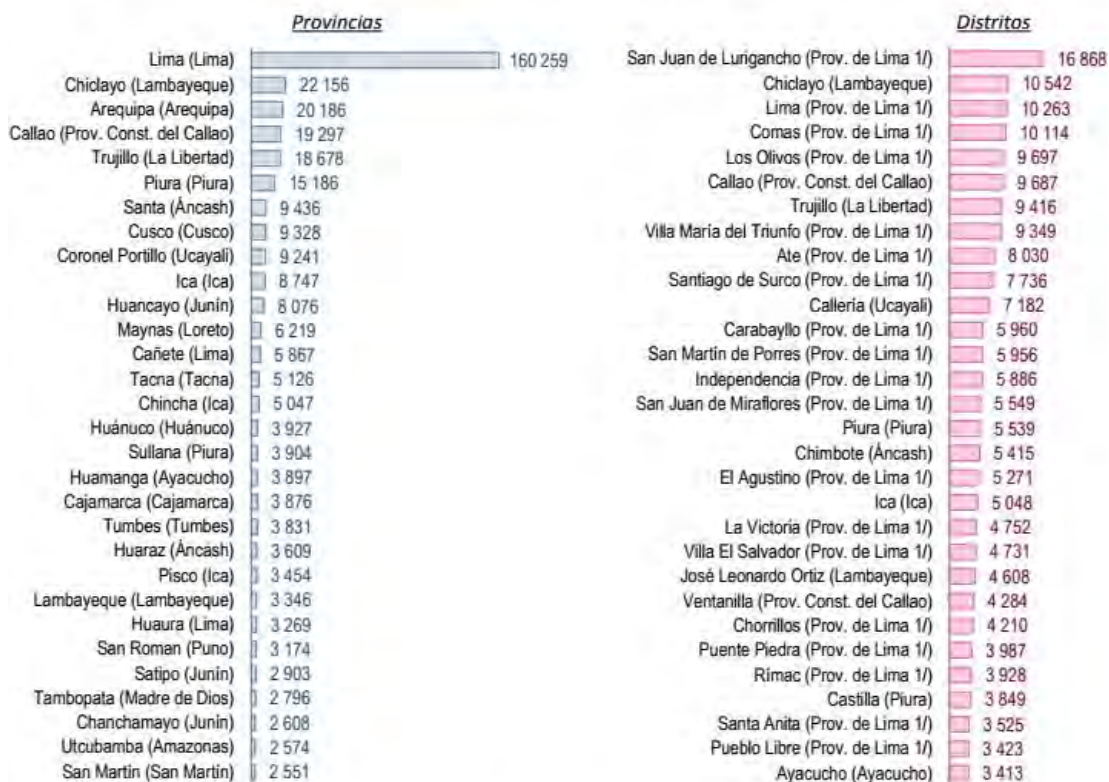 Provincias
Lima (Lima) 160 259
Chiclayo (Lambayeque) 22 156
Arequipa (Arequipa) 20 186
Callao (Prov. Const. del Callao) 19 297
Trujillo (La Libertad) 18 678
Piura (Piura) 15 186
Santa (Áncash) 9 436
Cusco (Cusco) 9 328
Coronel Portillo (Ucayali) 9 241
Ica (Ica) 8 747
Huancayo (Junín) 8 076
Maynas (Loreto) 6 219
Cañete (Lima) 5 867
Tacna (Tacna) 5 126
Chincha (Ica) 5 047
Huánuco (Huánuco) 3 927
Sullana (Piura) 3 904
Huamanga (Ayacucho) 3 897
Cajamarca (Cajamarca) 3 876
Tumbes (Tumbes) 3 831
Huaraz (Áncash) 3 609
Pisco (Ica) 3 454
Lambayeque (Lambayeque) 3 346
Huaura (Lima) 3 269
San Roman (Puno) 3 174
Satipo (Junín) 2 903
Tambopata (Madre de Dios) 2 796
Chanchamayo (Junín) 2 608
Utcubamba (Amazonas) 2 574
San Martín (San Martín) 2 551
Distritos
San Juan de Lurigancho (Prov. de Lima 1/) 16 868
Chiclayo (Lambayeque) 10 542
Lima (Prov. de Lima 1/) 10 263
Comas (Prov. de Lima 1/) 10 114
Los Olivos (Prov. de Lima 1/) 9 697
Callao (Prov. Const. del Callao) 9 687
Trujillo (La Libertad) 9 416
Villa María del Triunfo (Prov. de Lima 1/) 9 349
Ate (Prov. de Lima 1/) 8 030
Santiago de Surco (Prov. de Lima 1/) 7 736
Callería (Ucayali) 7 182
Carabayllo (Prov. de Lima 1/) 5 960
San Martín de Porres (Prov. de Lima 1/) 5 956
Independencia (Prov. de Lima 1/) 5 886
San Juan de Miraflores (Prov. de Lima 1/) 5 549
Piura (Piura) 5 539
Chimbote (Áncash) 5 415
El Agustino (Prov. de Lima 1/) 5 271
Ica (Ica) 5 048
La Victoria (Prov. de Lima 1/) 4 752
Villa El Salvador (Prov. de Lima 1/) 4 731
José Leonardo Ortiz (Lambayeque) 4 608
Ventanilla (Prov. Const. del Callao) 4 284
Chorrillos (Prov. de Lima 1/) 4 210
Puente Piedra (Prov. de Lima 1/) 3 987
Rímac (Prov. de Lima 1/) 3 928
Castilla (Piura) 3 849
Santa Anita (Prov. de Lima 1/) 3 525
Pueblo Libre (Prov. de Lima 1/) 3 423
Ayacucho (Ayacucho) 3 413